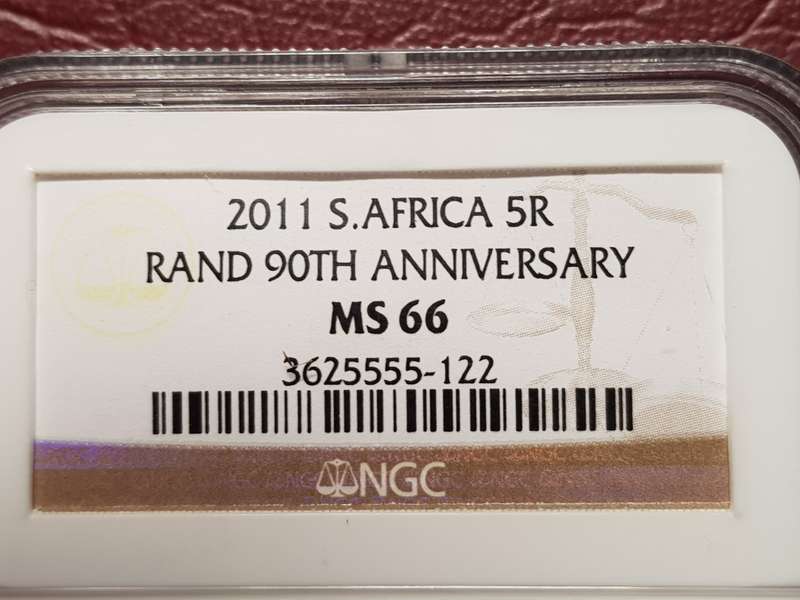 2011 S.AFRICA 5R
RAND 90TH ANNIVERSARY
MS 66
3625555-122
NGC